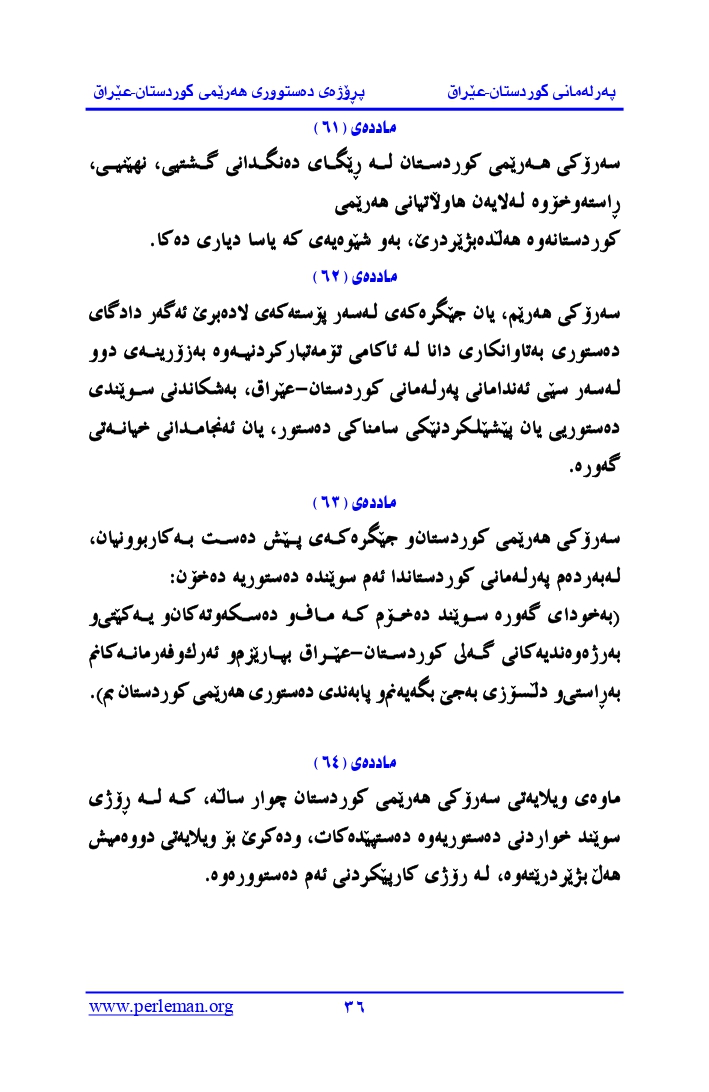 پەرلەمانی کوردستان-عێراق پڕۆژەی دەستووری هەرێمی کوردستان-عێراق
ماددەی (٦١)
سەرۆکی هەرێمی کوردستان لە ڕێگای دەنگدانی گشتیی، نهێنیی،
ڕاستەوخۆوە لەلایەن هاوڵاتیانی هەرێمی
کوردستانەوە هەڵدەبژێردرێ، بەو شێوەیەی کە یاسا دیاری دەکا.
ماددەی (٦٢)
سەرۆکی هەرێم، یان جێگرەکەی لەسەر پۆستەکەی لادەبرێ ئەگەر دادگای
دەستوری بەتاوانکاری دانا لە ئاکامی تۆمەتبارکردنیەوە بەزۆرینەی دوو
لەسەر سێی ئەندامانی پەرلەمانی کوردستان–عێراق، بەشکاندنی سوێندی
دەستوریی یان پێشێلکردنێکی سامناکی دەستور، یان ئەنجامدانی خیانەتی
گەورە.
ماددەی (٦٣)
سەرۆکی هەرێمی کوردستانو جێگرەکەی پێش دەست بەکاربوونیان،
لەبەردەم پەرلەمانی کوردستاندا ئەم سوێندە دەستوریە دەخۆن:
(بەخودای گەورە سوێند دەخۆم کە مافو دەسکەوتەکانو یەکێتیو
بەرژەوەندیەکانی گەلی کوردستان–عێراق بپارێزمو ئەرکوفەرمانەکانم
بەڕاستیو دڵسۆزی بەجێ بگەیەنمو پابەندی دەستوری هەرێمی کوردستان بم).
ماددەی (٦٤)
ماوەی ویلایەتی سەرۆکی هەرێمی کوردستان چوار ساڵە، کە لە ڕۆژی
سوێند خواردنی دەستوریەوە دەستپێدەکات، ودەکرێ بۆ ویلایەتی دووەمیش
هەڵ بژێردرێتەوە، لە رۆژی کارپێکردنی ئەم دەستوورەوە.
www.perleman.org ٣٦